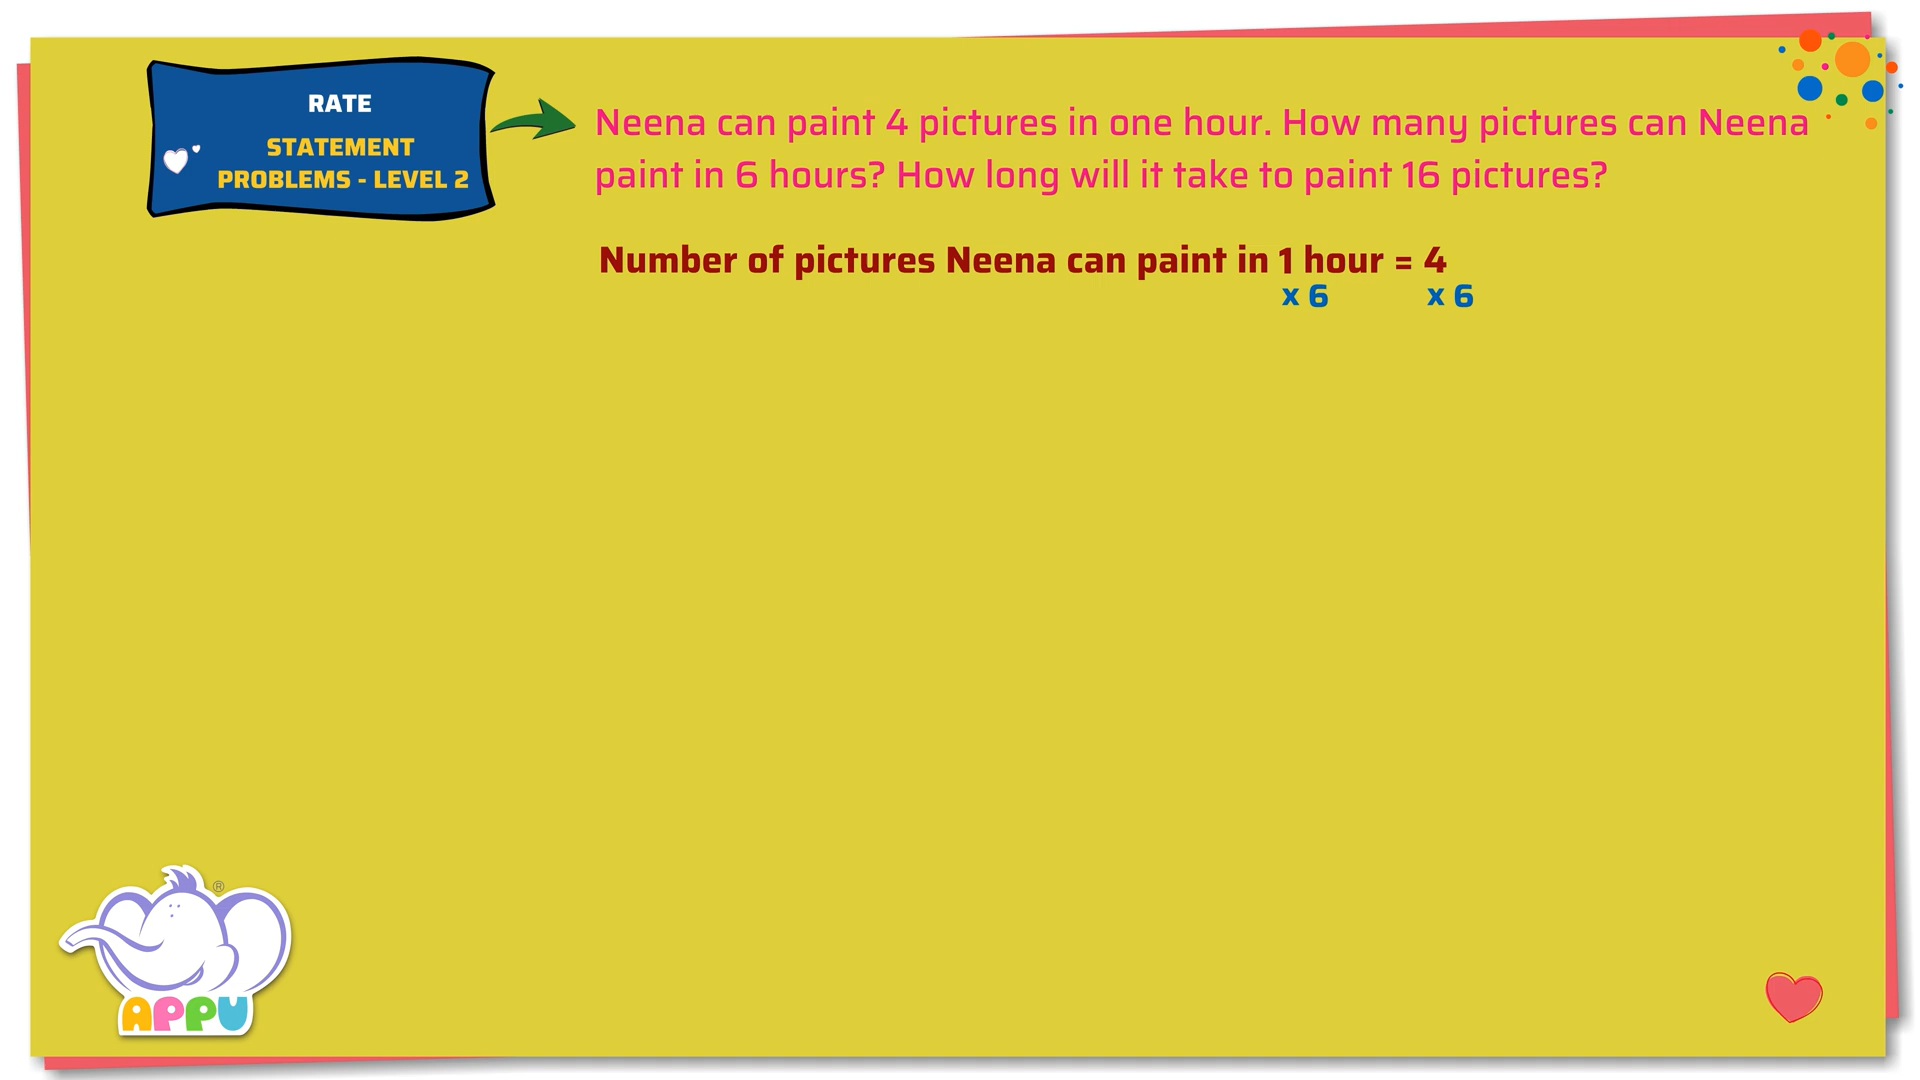 RATE
STATEMENT
PROBLEMS - LEVEL 2
Neena can paint 4 pictures in one hour. How many pictures can Neena
paint in 6 hours? How long will it take to paint 16 pictures?
Number of pictures Neena can paint in 1 hour = 4
x 6 x 6
®
APPU